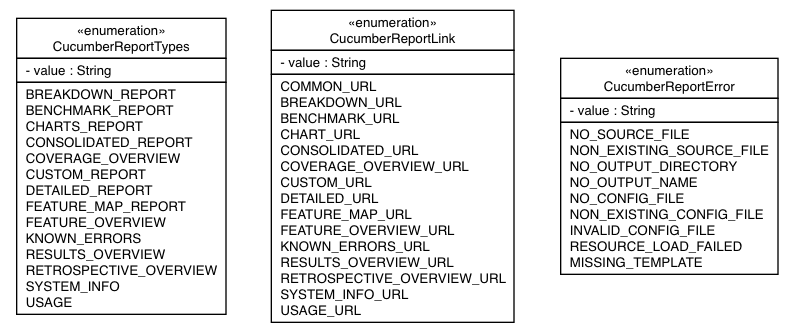 «enumeration»
CucumberReportTypes
- value : String
BREAKDOWN_REPORT
BENCHMARK_REPORT
CHARTS_REPORT
CONSOLIDATED_REPORT
COVERAGE_OVERVIEW
CUSTOM_REPORT
DETAILED_REPORT
FEATURE_MAP_REPORT
FEATURE_OVERVIEW
KNOWN_ERRORS
RESULTS_OVERVIEW
RETROSPECTIVE_OVERVIEW
SYSTEM_INFO
USAGE
«enumeration»
CucumberReportLink
- value : String
COMMON_URL
BREAKDOWN_URL
BENCHMARK_URL
CHART_URL
CONSOLIDATED_URL
COVERAGE_OVERVIEW_URL
CUSTOM_URL
DETAILED_URL
FEATURE_MAP_URL
FEATURE_OVERVIEW_URL
KNOWN_ERRORS_URL
RESULTS_OVERVIEW_URL
RETROSPECTIVE_OVERVIEW_URL
SYSTEM_INFO_URL
USAGE_URL
«enumeration»
CucumberReportError
- value : String
NO_SOURCE_FILE
NON_EXISTING_SOURCE_FILE
NO_OUTPUT_DIRECTORY
NO_OUTPUT_NAME
NO_CONFIG_FILE
NON_EXISTING_CONFIG_FILE
INVALID_CONFIG_FILE
RESOURCE_LOAD_FAILED
MISSING_TEMPLATE